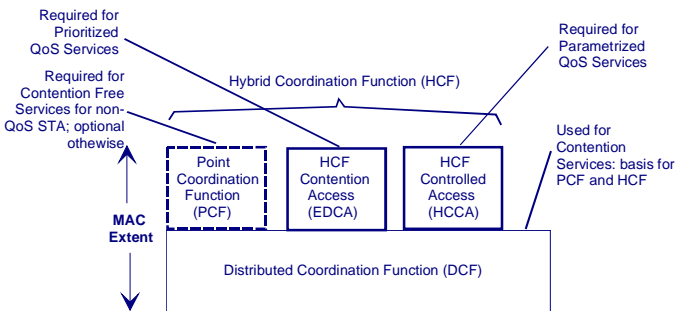 Required for
Prioritized
QoS Services
Required for
Parametrized
QoS Services
Required for
Contention Free
Services for non-
QoS STA; optional
othewise
Hybrid Coordination Function (HCF)
Used for
Contention
Services: basis for
PCF and HCF
Point
Coordination
Function
(PCF)
HCF
Contention
Access
(EDCA)
HCF
Controlled
Access
(HCCA)
MAC
Extent
Distributed Coordination Function (DCF)